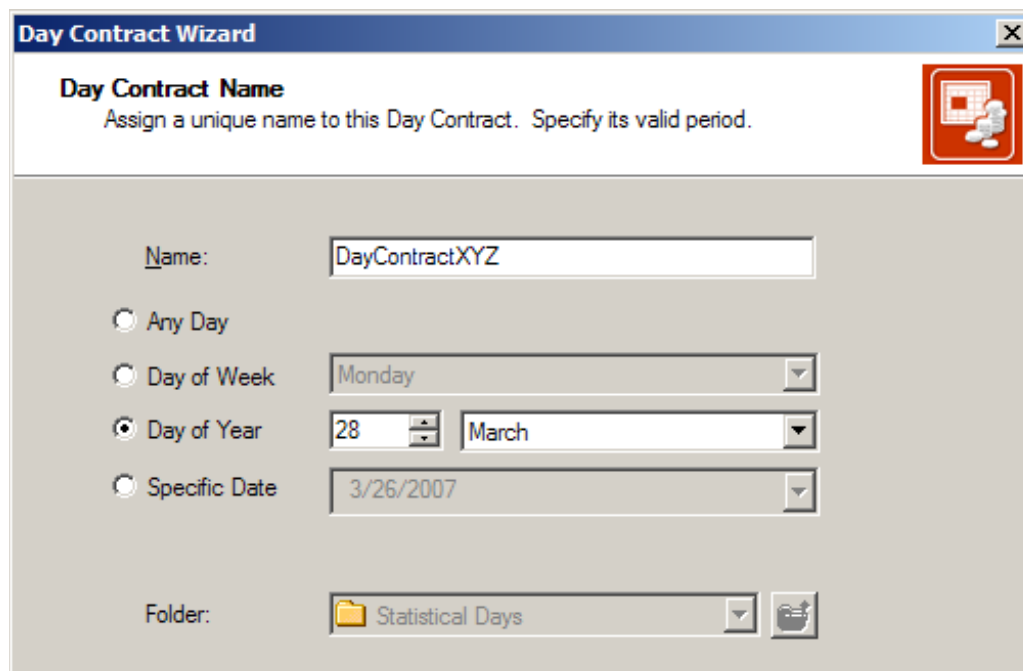 Day Contract Wizard
Day Contract Name
Assign a unique name to this Day Contract. Specify its valid period.
Name: DayContractXYZ
Any Day
Day of Week Monday
Day of Year 28 March
Specific Date 3/26/2007
Folder: Statistical Days